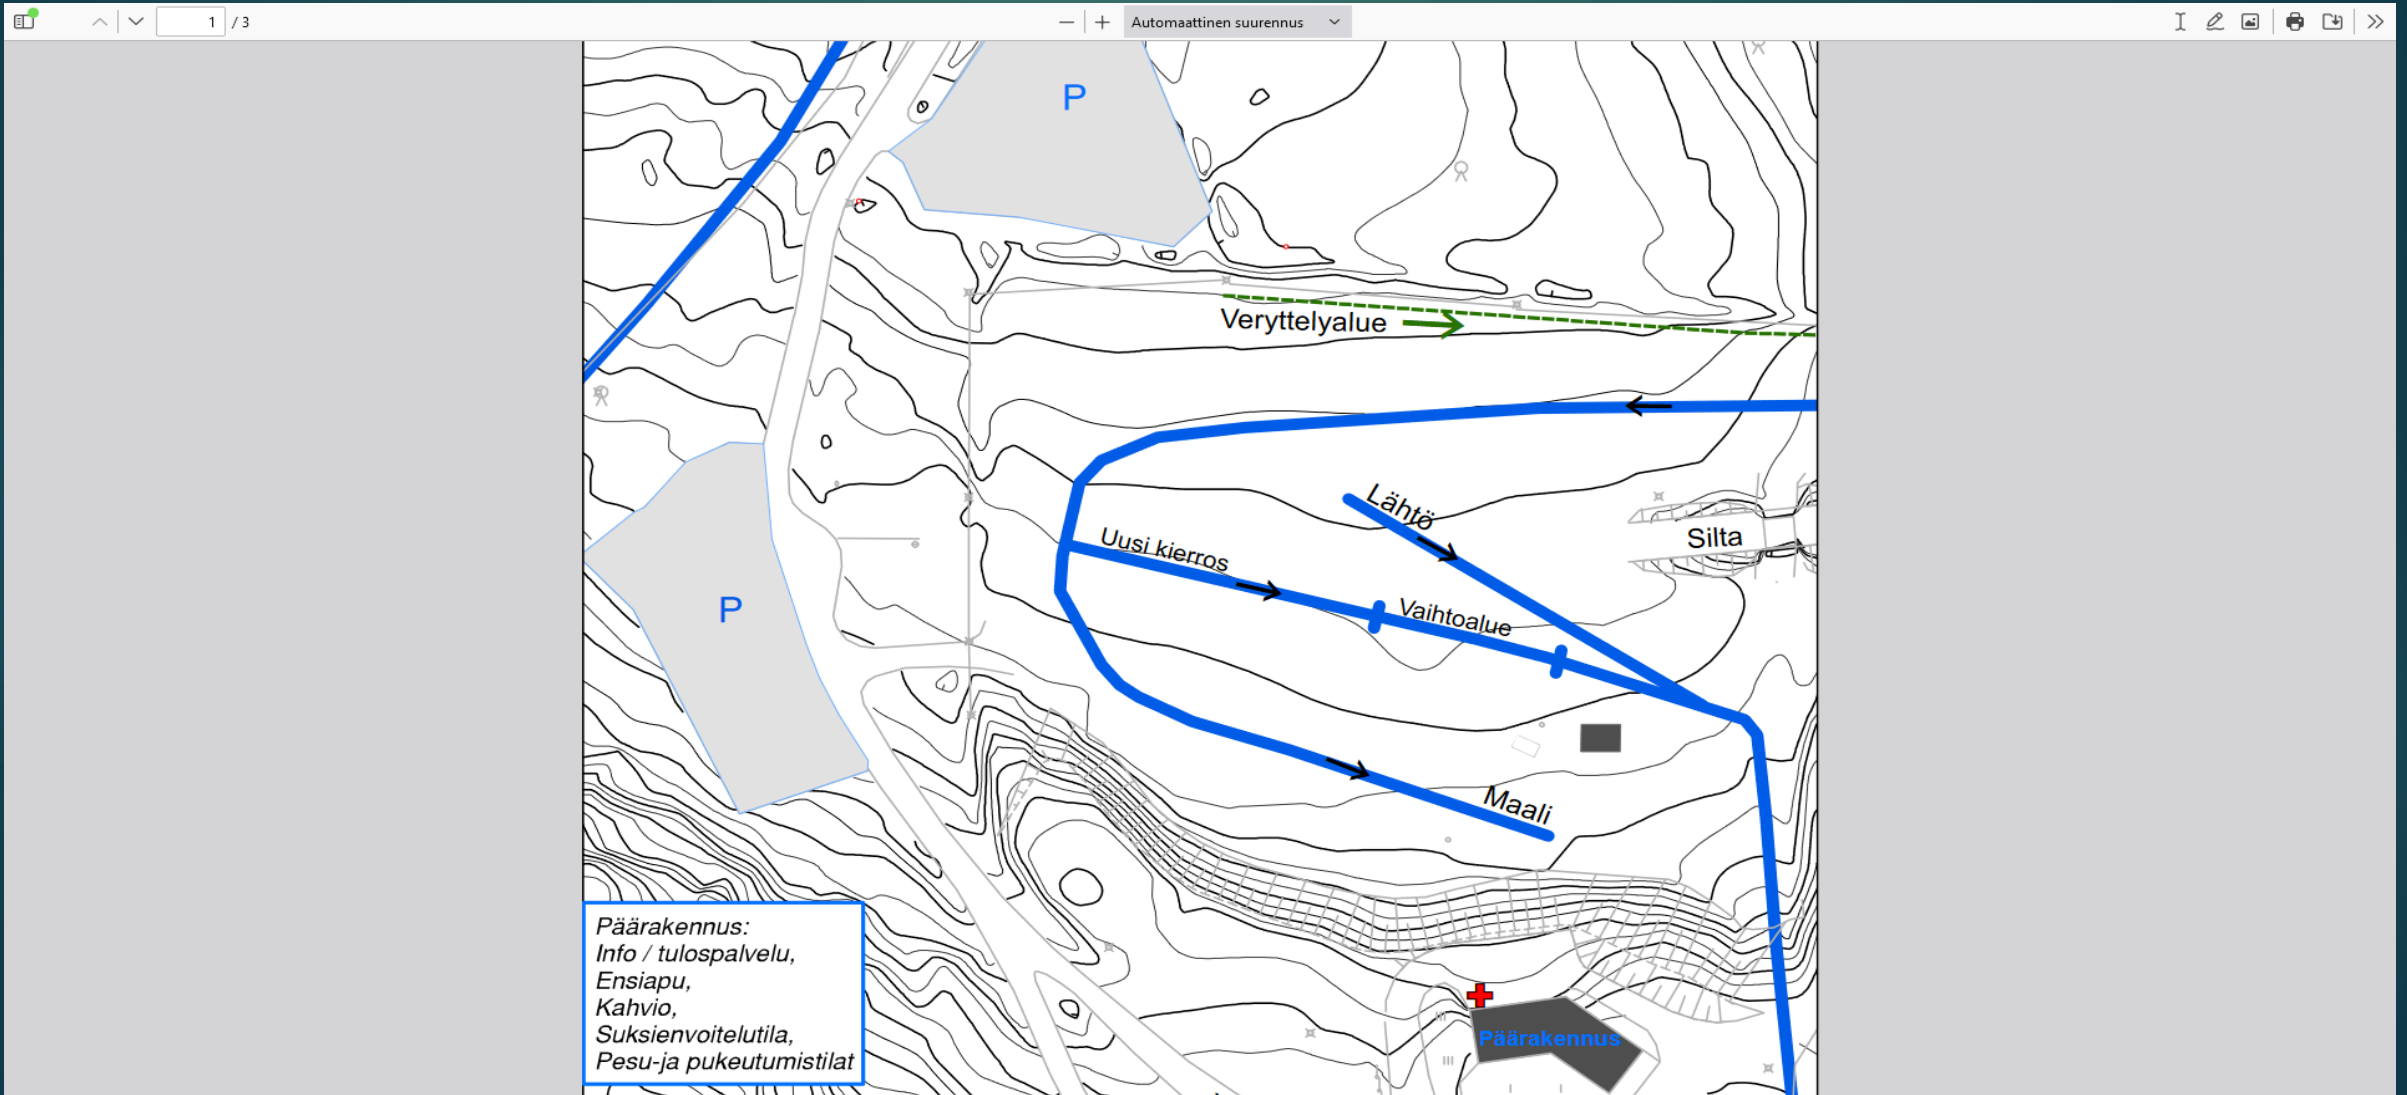 1 / 3
Automaattinen suurennus
P
Veryttelyalue
Lähtö
Uusi kierros
Silta
Vaihtoalue
P
Maali
Päärakennus:
Info / tulospalvelu,
Ensiapu,
Kahvio,
Suksienvoitelutila,
Pesu-ja pukeutumistilat
Päärakennus